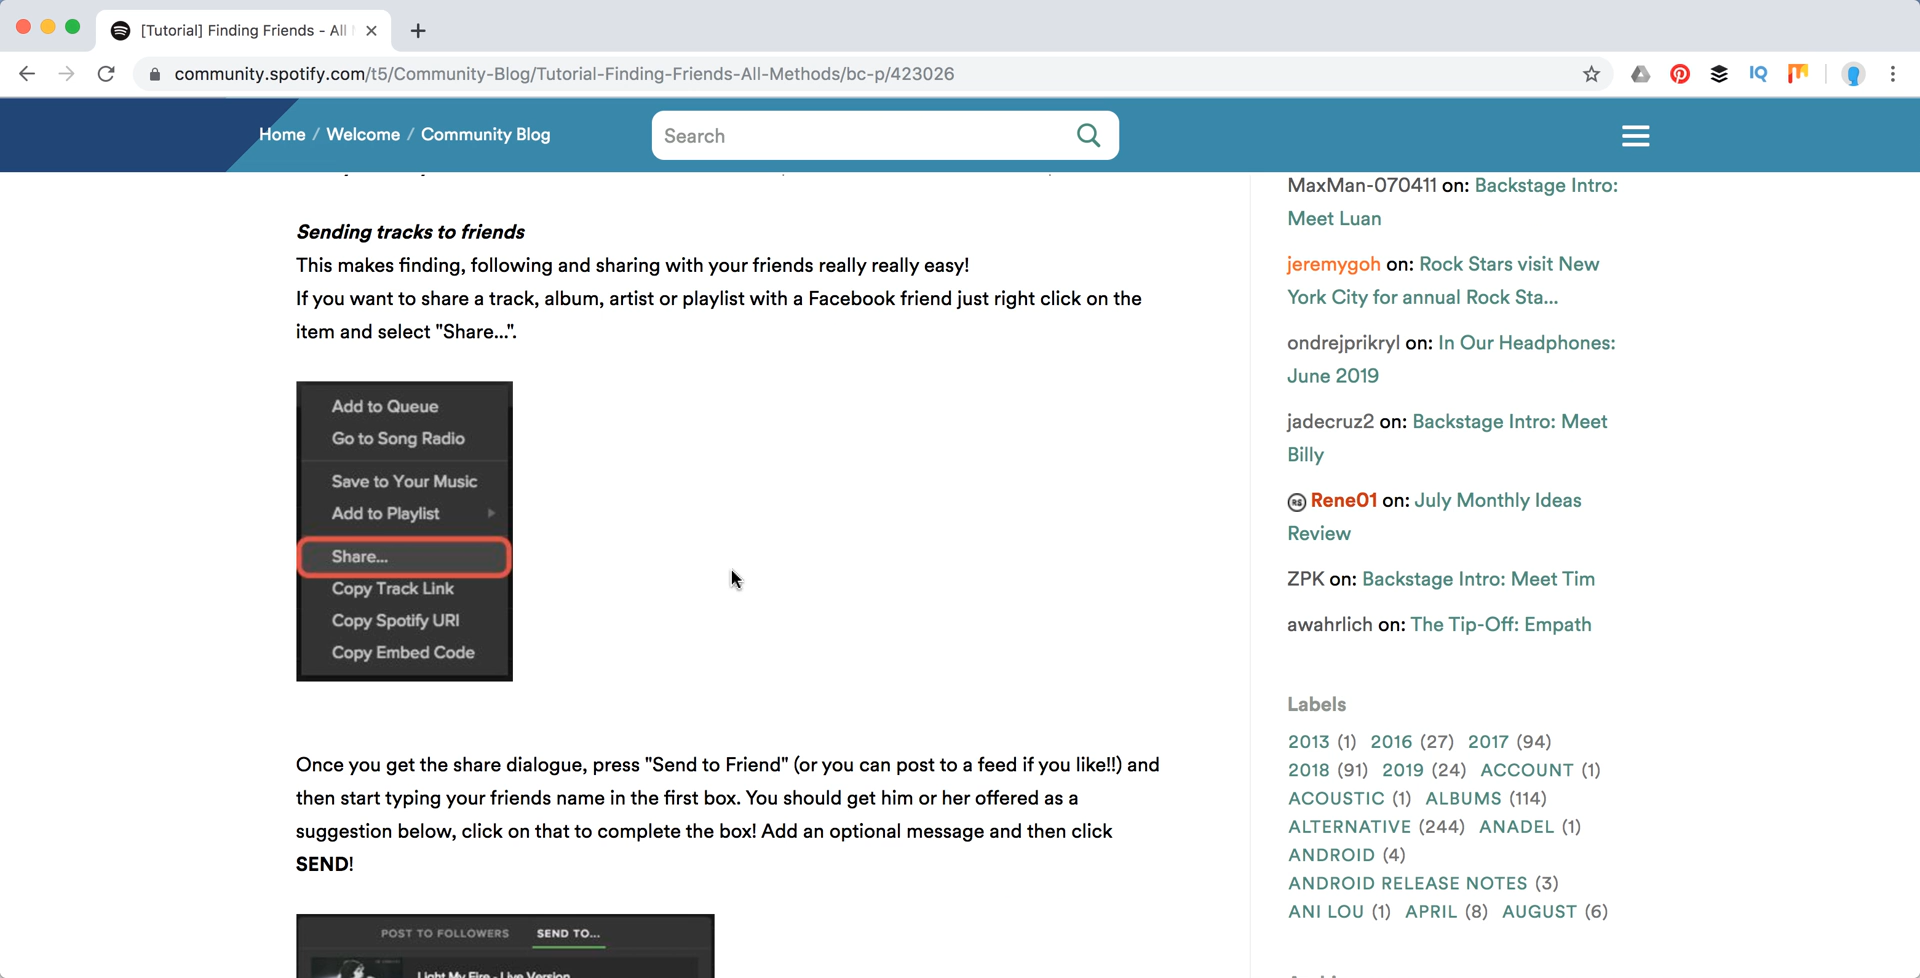 [Tutorial] Finding Friends - All
community.spotify.com/t5/Community-Blog/Tutorial-Finding-Friends-All-Methods/bc-p/423026
IQ
Home / Welcome / Community Blog
Search
Sending tracks to friends
This makes finding, following and sharing with your friends really really easy!
If you want to share a track, album, artist or playlist with a Facebook friend just right click on the
item and select "Share...".
Add to Queue
Go to Song Radio
Save to Your Music
Add to Playlist
Share...
Copy Track Link
Copy Spotify URI
Copy Embed Code
Once you get the share dialogue, press "Send to Friend" (or you can post to a feed if you like!!) and
then start typing your friends name in the first box. You should get him or her offered as a
suggestion below, click on that to complete the box! Add an optional message and then click
SEND!
POST TO FOLLOWERS SEND TO...
Light My Fire - Live Version
MaxMan-070411 on: Backstage Intro:
Meet Luan
jeremygoh on: Rock Stars visit New
York City for annual Rock Sta...
ondrejprikryl on: In Our Headphones:
June 2019
jadecruz2 on: Backstage Intro: Meet
Billy
RS Rene01 on: July Monthly Ideas
Review
ZPK on: Backstage Intro: Meet Tim
awahrlich on: The Tip-Off: Empath
Labels
2013 (1) 2016 (27) 2017 (94)
2018 (91) 2019 (24) ACCOUNT (1)
ACOUSTIC (1) ALBUMS (114)
ALTERNATIVE (244) ANADEL (1)
ANDROID (4)
ANDROID RELEASE NOTES (3)
ANI LOU (1) APRIL (8) AUGUST (6)